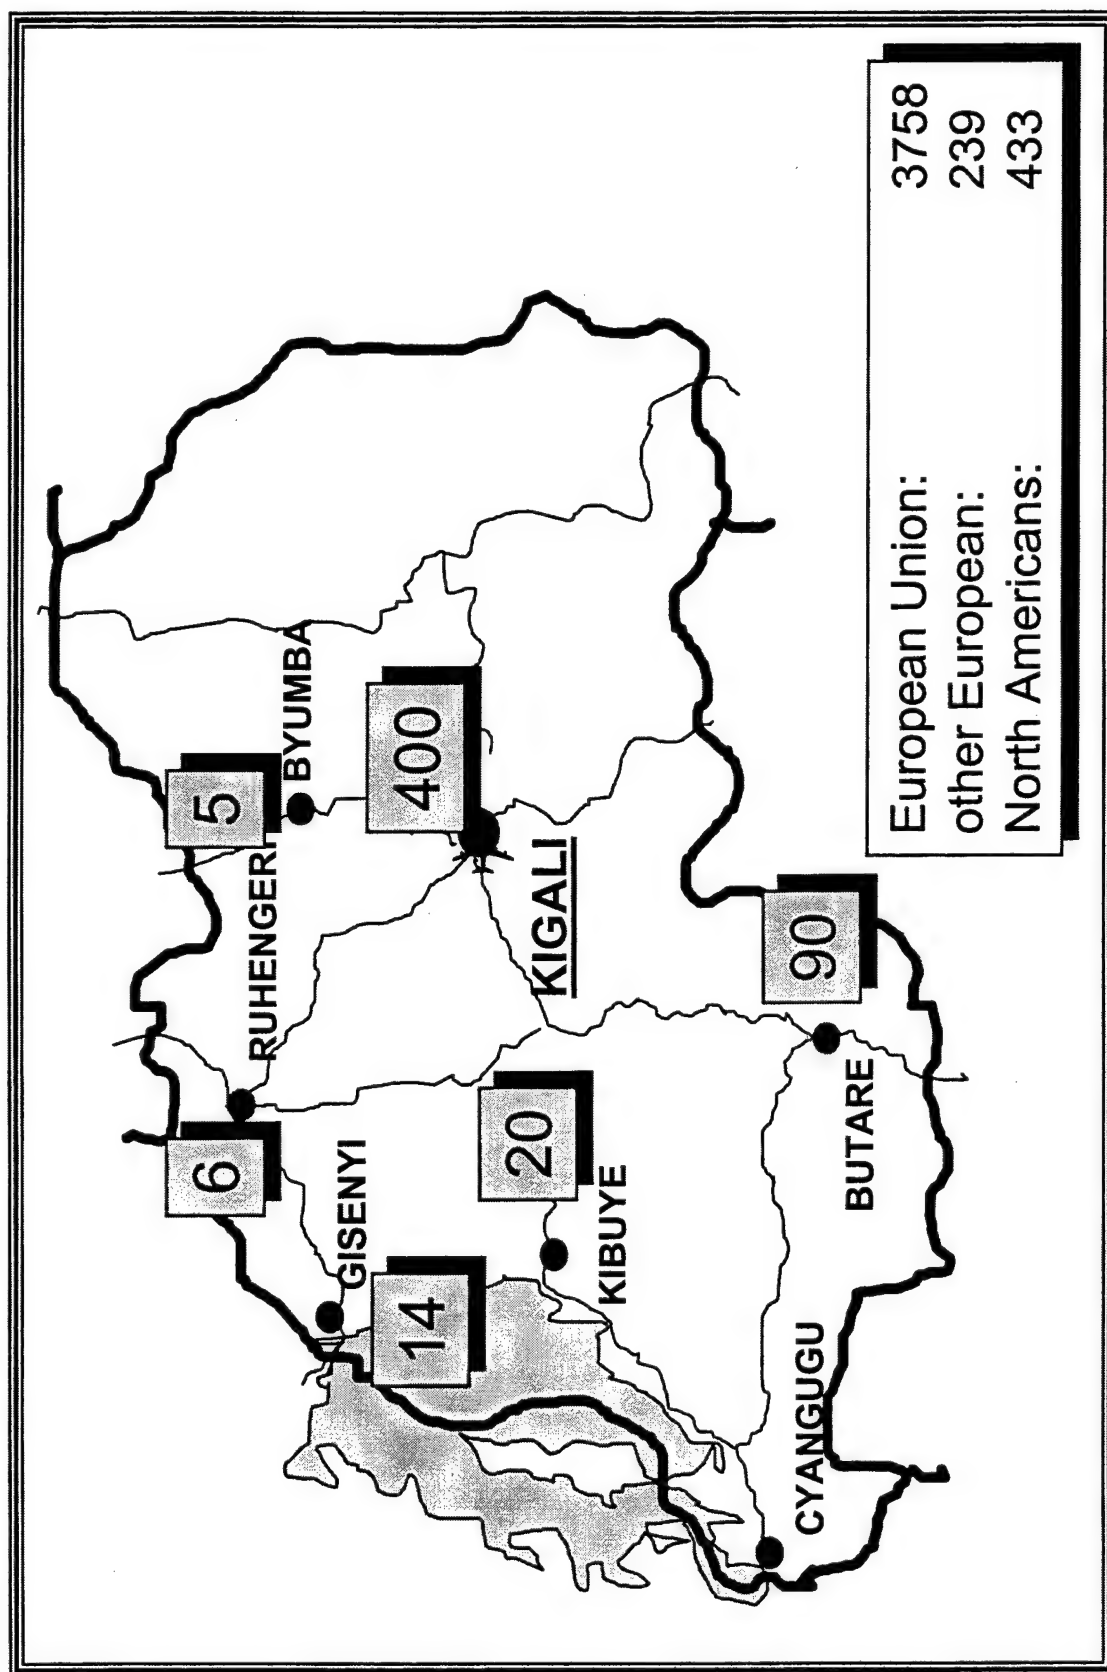 5
BYUMBA
6
RUHENGERI
GISENYI
14
400
KIGALI
20
KIBUYE
90
BUTARE
CYANGUGU
European Union: 3758
other European: 239
North Americans: 433